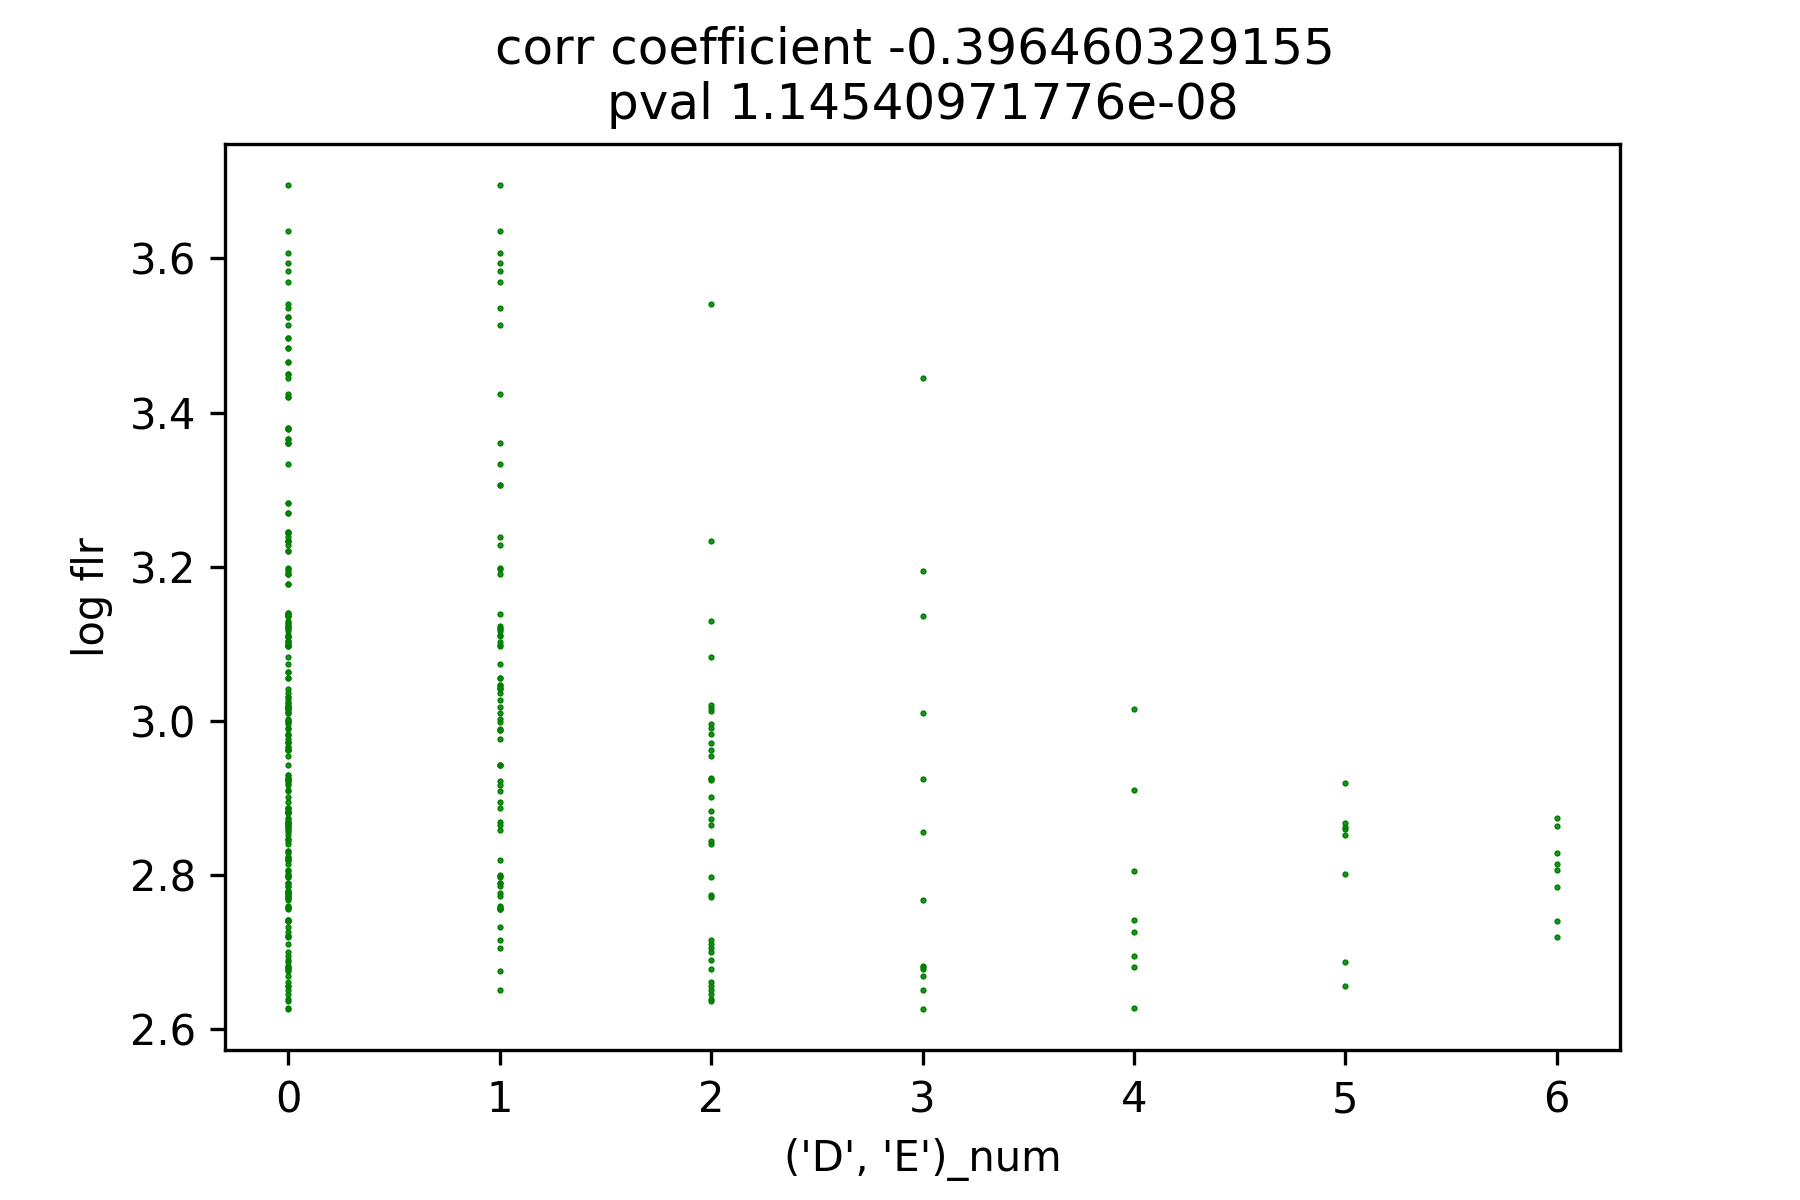 corr coefficient -0.396460329155
pval 1.14540971776e-08
3.6
3.4
3.2
3.0
2.8
2.6
log flr
0 1 2 3 4 5 6
('D', 'E')_num